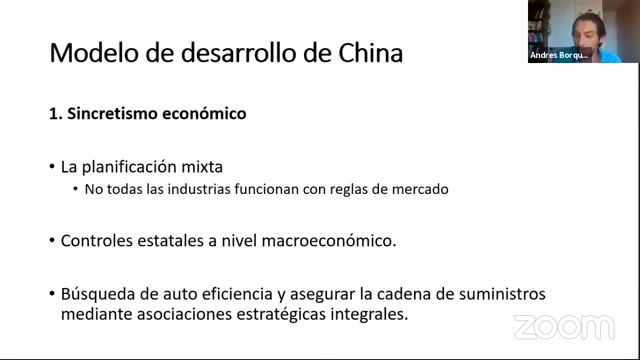 Modelo de desarrollo de China
Andres Borqu...
1. Sincretismo económico
• La planificación mixta
• No todas las industrias funcionan con reglas de mercado
• Controles estatales a nivel macroeconómico.
• Búsqueda de auto eficiencia y asegurar la cadena de suministros
mediante asociaciones estratégicas integrales.
zoom